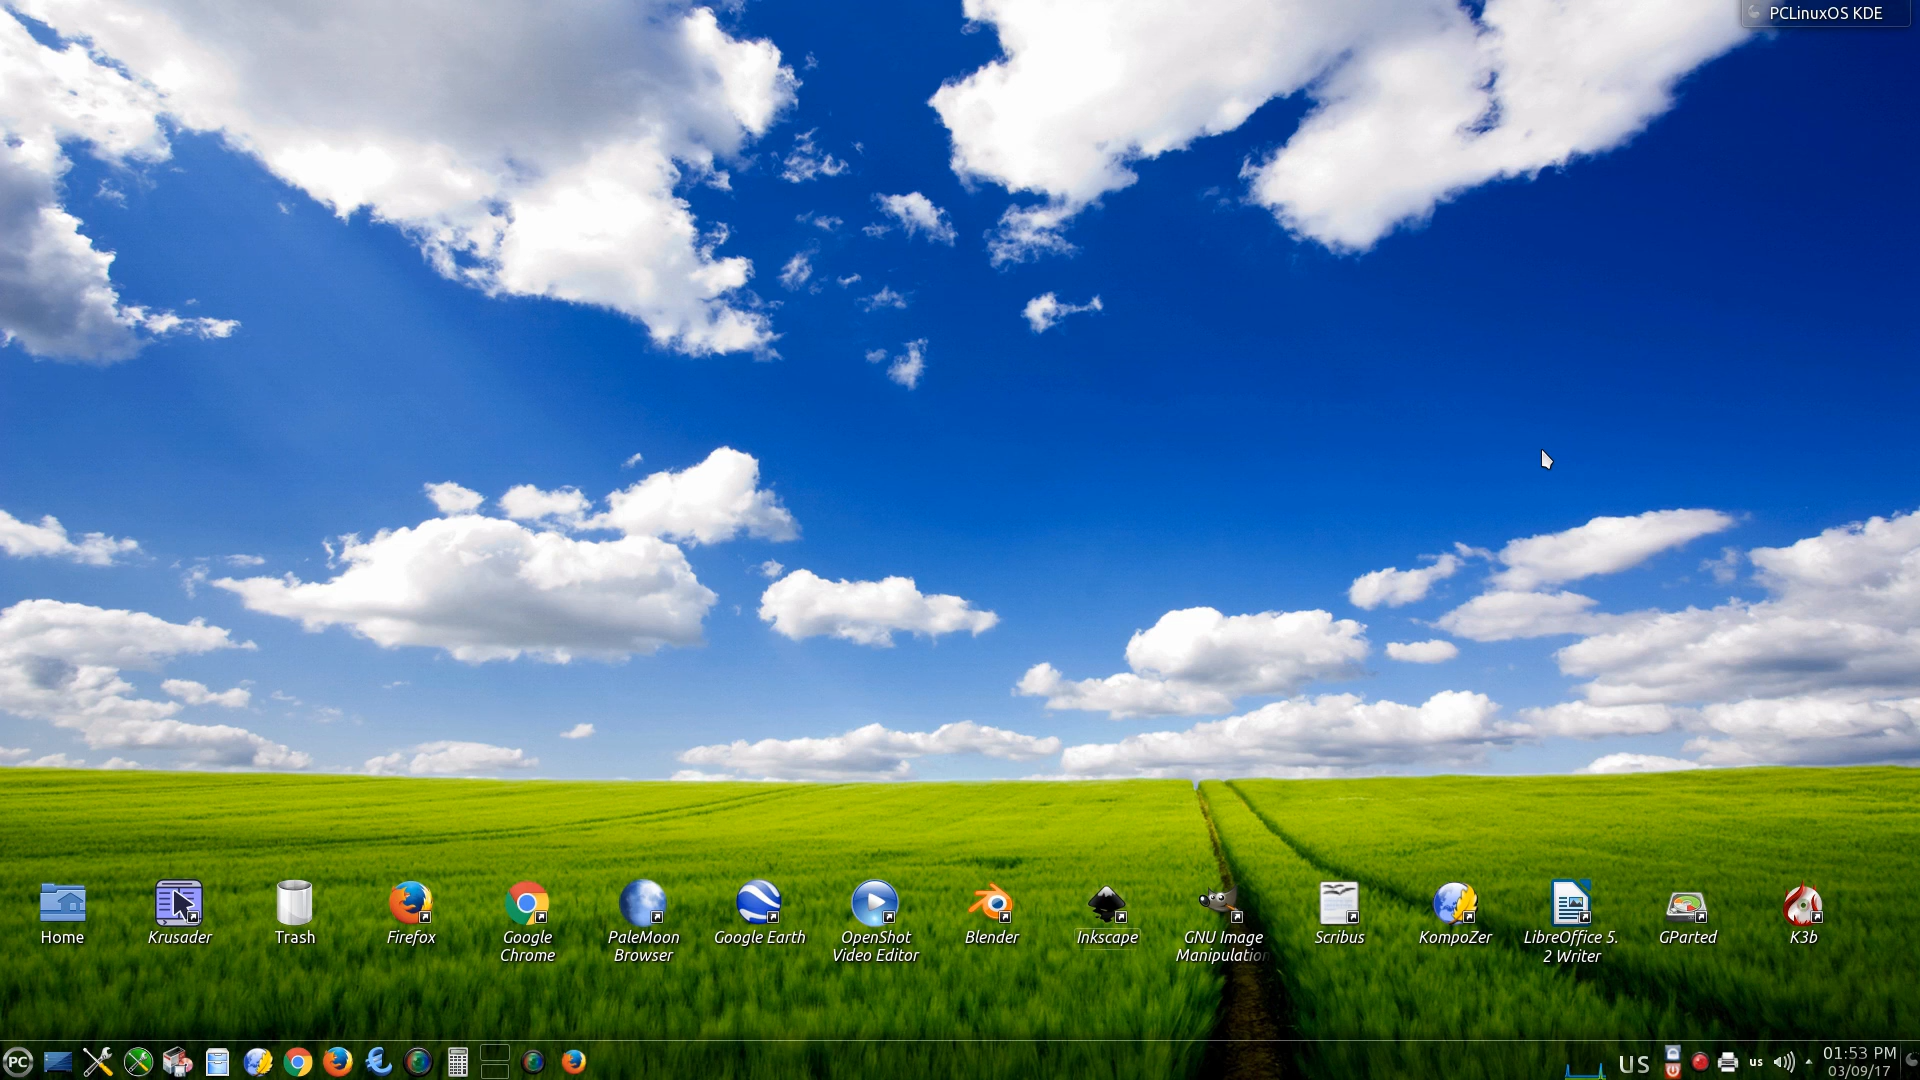 PCLinuxOS KDE
Home
Krusader
Trash
Firefox
Google
Chrome
PaleMoon
Browser
Google Earth
OpenShot
Video Editor
Blender
Inkscape
GNU Image
Manipulation
Scribus
KompoZer
LibreOffice 5.
2 Writer
GParted
K3b
PC
US
us
01:53 PM
03/09/17